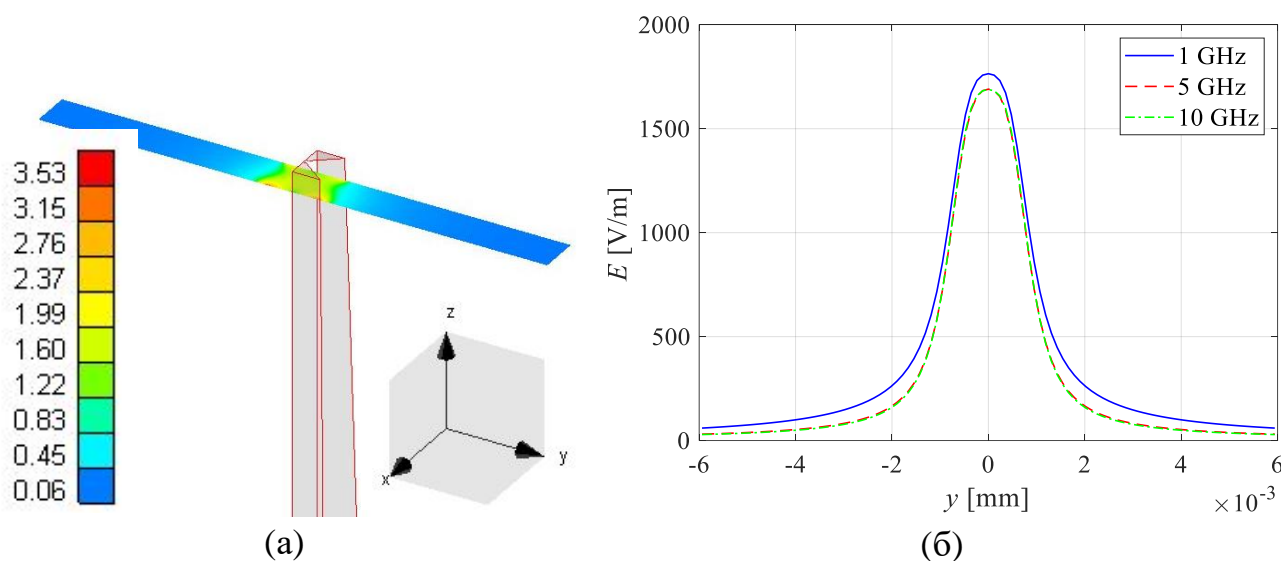 3.53
3.15
2.76
2.37
1.99
1.60
1.22
0.83
0.45
0.06
z
y
x
(а)
2000
1500
1000
500
0
E [V/m]
1 GHz
5 GHz
10 GHz
-6 -4 -2 0 2 4 6
y [mm] ×10⁻³
(б)